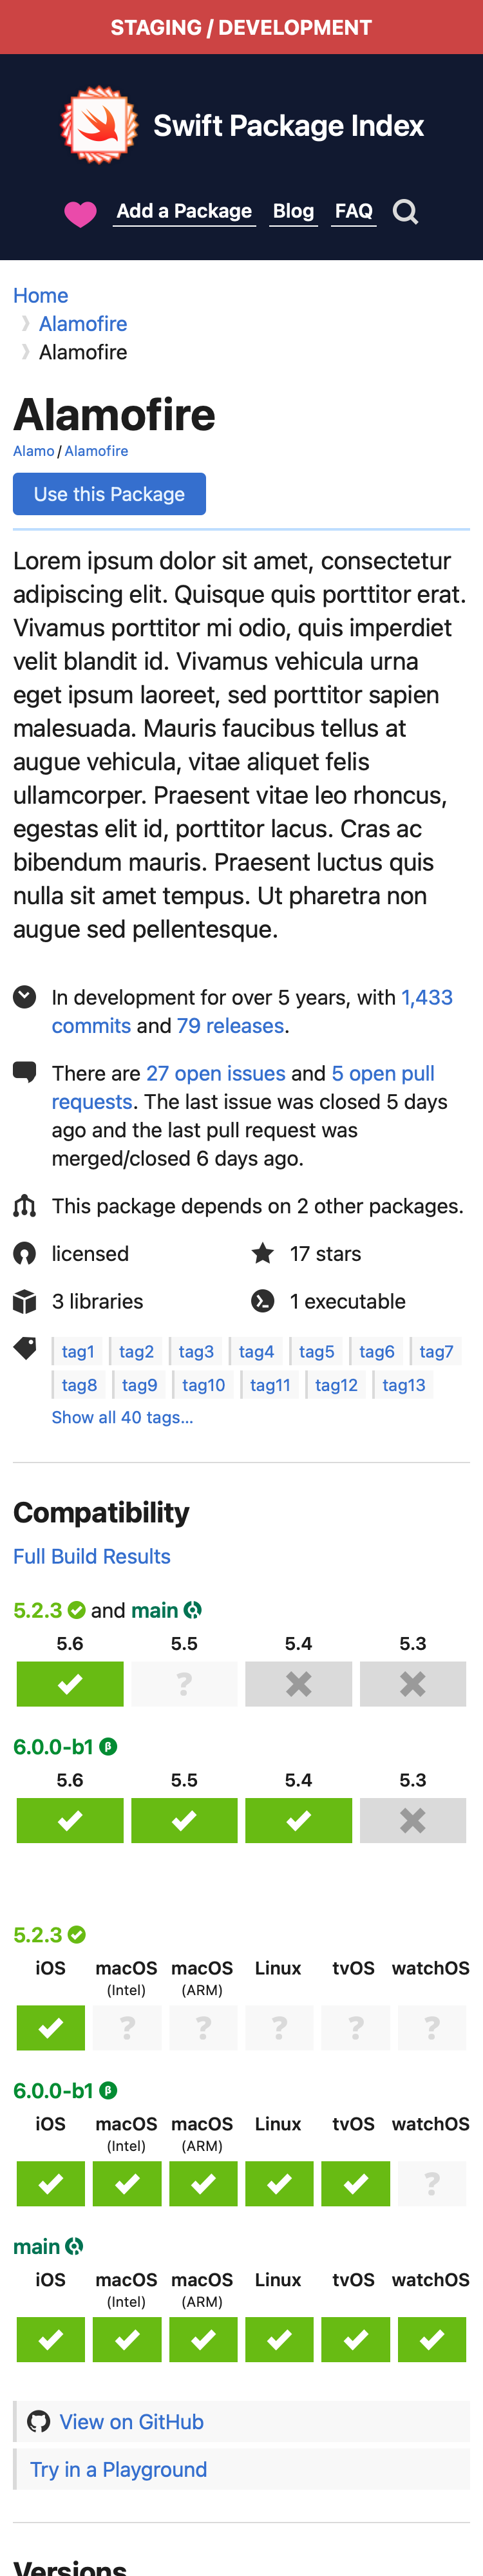 STAGING / DEVELOPMENT
Swift Package Index
Add a Package Blog FAQ
Home
Alamofire
Alamofire
Alamofire
Alamo / Alamofire
Use this Package
Lorem ipsum dolor sit amet, consectetur
adipiscing elit. Quisque quis porttitor erat.
Vivamus porttitor mi odio, quis imperdiet
velit blandit id. Vivamus vehicula urna
eget ipsum laoreet, sed porttitor sapien
malesuada. Mauris faucibus tellus at
augue vehicula, vitae aliquet felis
ullamcorper. Praesent vitae leo rhoncus,
egestas elit id, porttitor lacus. Cras ac
bibendum mauris. Praesent luctus quis
nulla sit amet tempus. Ut pharetra non
augue sed pellentesque.
In development for over 5 years, with 1,433
commits and 79 releases.
There are 27 open issues and 5 open pull
requests. The last issue was closed 5 days
ago and the last pull request was
merged/closed 6 days ago.
This package depends on 2 other packages.
licensed 17 stars
3 libraries 1 executable
tag1 tag2 tag3 tag4 tag5 tag6 tag7
tag8 tag9 tag10 tag11 tag12 tag13
Show all 40 tags...
Compatibility
Full Build Results
5.2.3 and main
5.6 5.5 5.4 5.3
?
6.0.0-b1 β
5.6 5.5 5.4 5.3
5.2.3
iOS macOS macOS Linux tvOS watchOS
(Intel) (ARM)
? ? ? ? ?
6.0.0-b1 β
iOS macOS macOS Linux tvOS watchOS
(Intel) (ARM)
?
main
iOS macOS macOS Linux tvOS watchOS
(Intel) (ARM)
View on GitHub
Try in a Playground
Versions